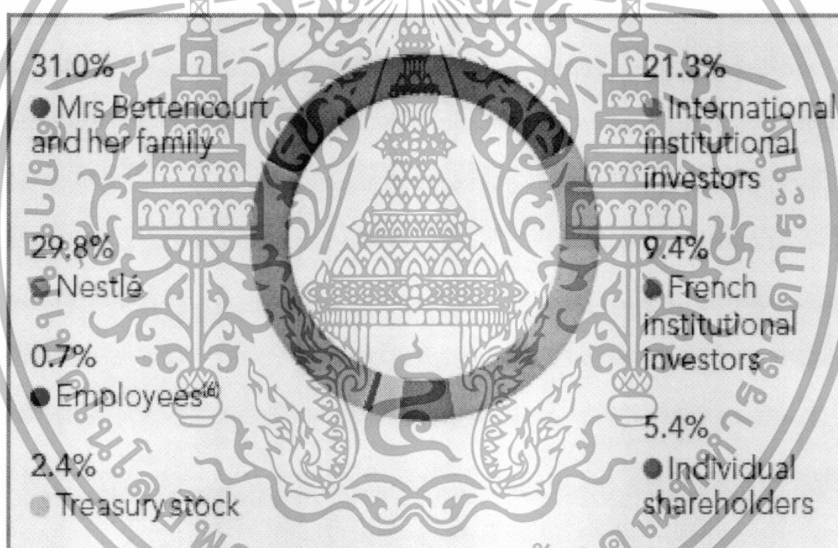 31.0%
Mrs Bettencourt
and her family
29.8%
Nestlé
0.7%
Employees(6)
2.4%
Treasury stock
21.3%
International
institutional
investors
9.4%
French
institutional
investors
5.4%
Individual
shareholders